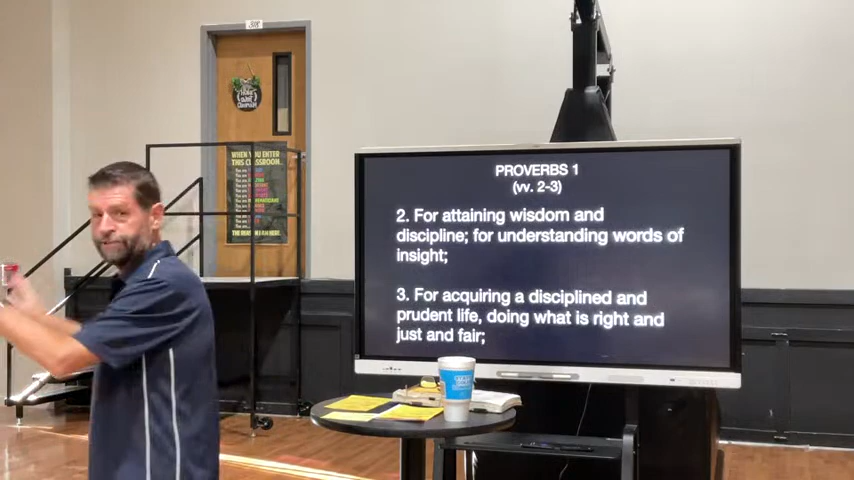 318
WHEN YOU ENTER
THIS CLASSROOM...
PROVERBS 1
(vv. 2-3)
2. For attaining wisdom and
discipline; for understanding words of
insight;
3. For acquiring a disciplined and
prudent life, doing what is right and
just and fair;